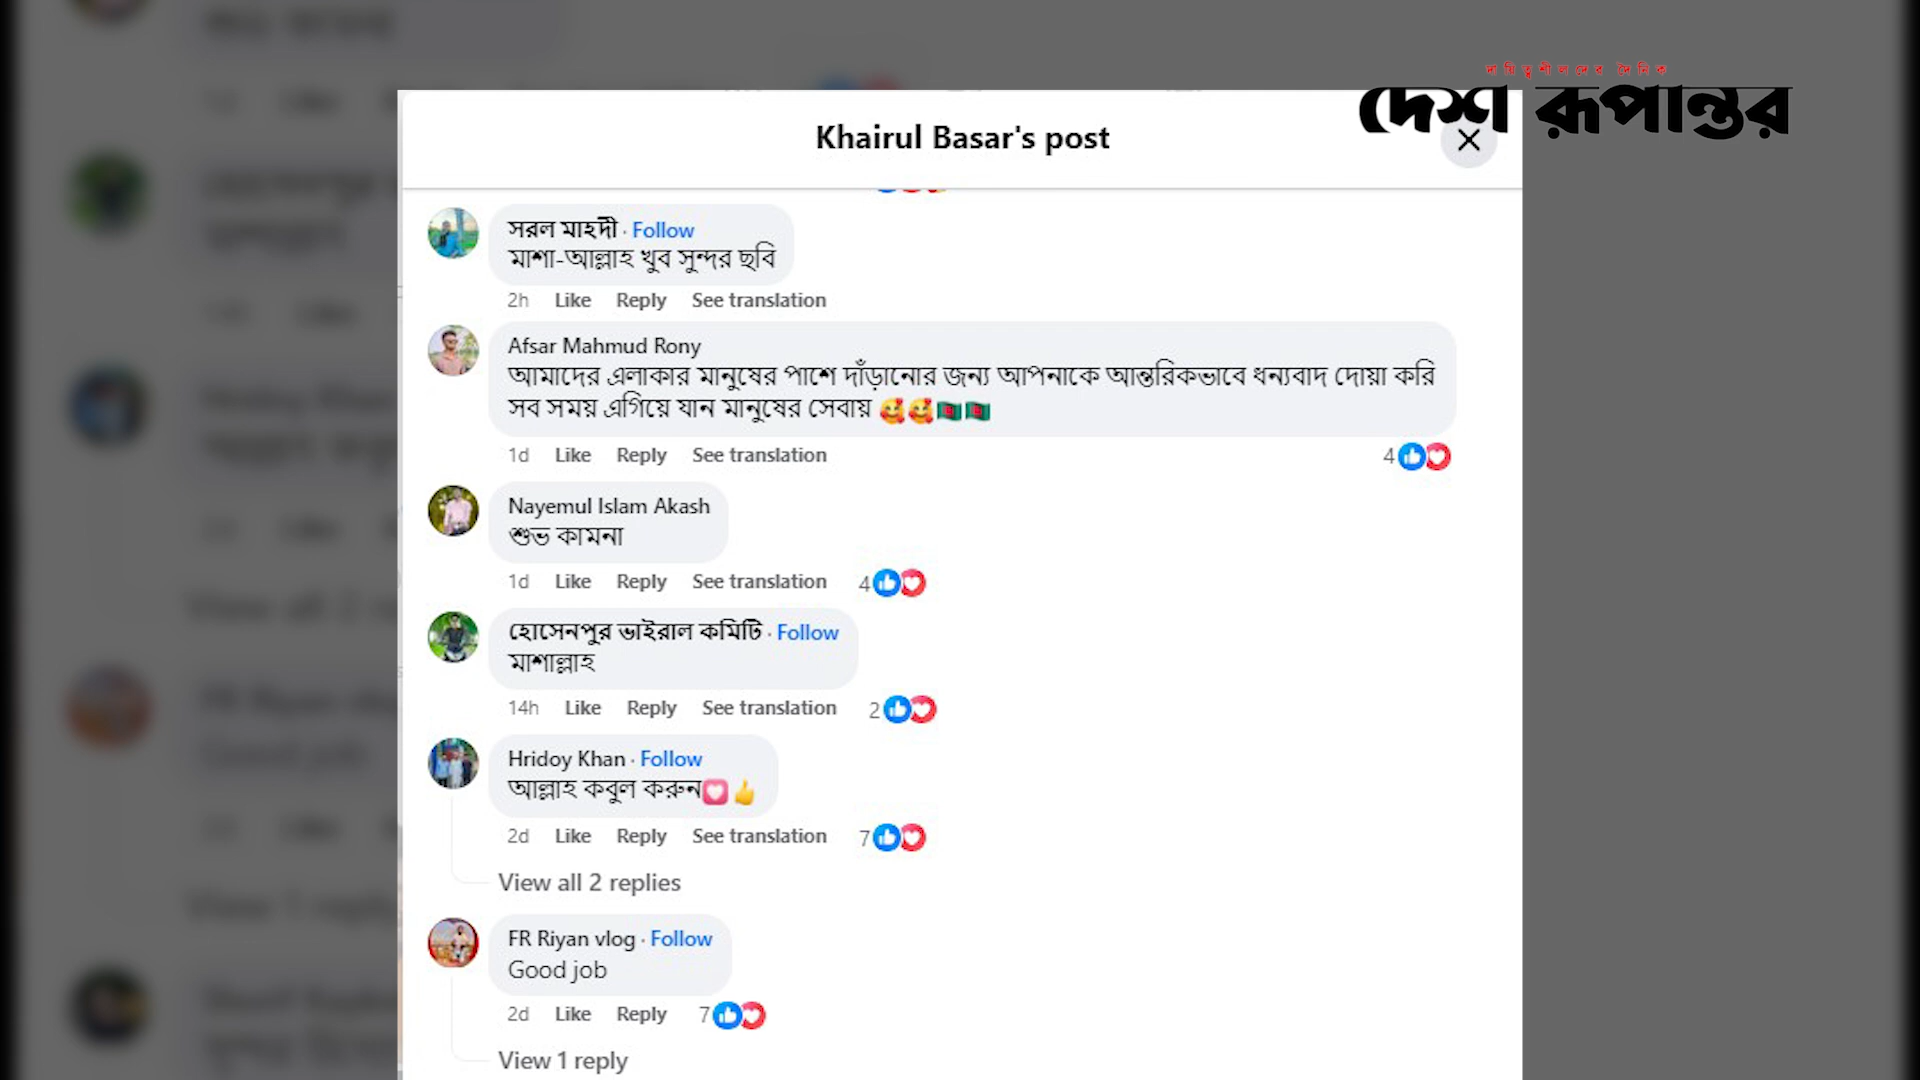 দায়িত্বশীলদের দৈনিক
দেশ রূপান্তর
Khairul Basar's post
সরল মাহদী · Follow
মাশা-আল্লাহ খুব সুন্দর ছবি
2h Like Reply See translation
Afsar Mahmud Rony
আমাদের এলাকার মানুষের পাশে দাঁড়ানোর জন্য আপনাকে আন্তরিকভাবে ধন্যবাদ দোয়া করি
সব সময় এগিয়ে যান মানুষের সেবায় 🥰🥰🇧🇩🇧🇩
1d Like Reply See translation 4
Nayemul Islam Akash
শুভ কামনা
1d Like Reply See translation 4
হোসেনপুর ভাইরাল কমিটি · Follow
মাশাল্লাহ
14h Like Reply See translation 2
Hridoy Khan · Follow
আল্লাহ কবুল করুন💟👍
2d Like Reply See translation 7
View all 2 replies
FR Riyan vlog · Follow
Good job
2d Like Reply 7
View 1 reply